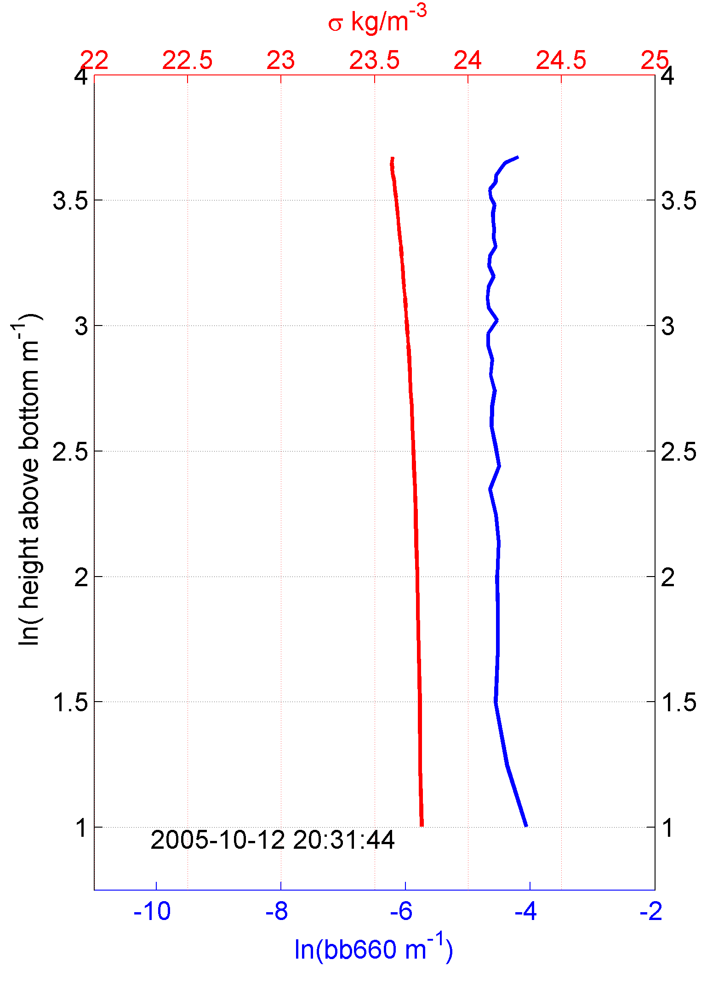 σ kg/m^-3
22 22.5 23 23.5 24 24.5 25
4 4
3.5 3.5
3 3
2.5 2.5
2 2
1.5 1.5
1 1
ln( height above bottom m^-1)
2005-10-12 20:31:44
-10 -8 -6 -4 -2
ln(bb660 m^-1)